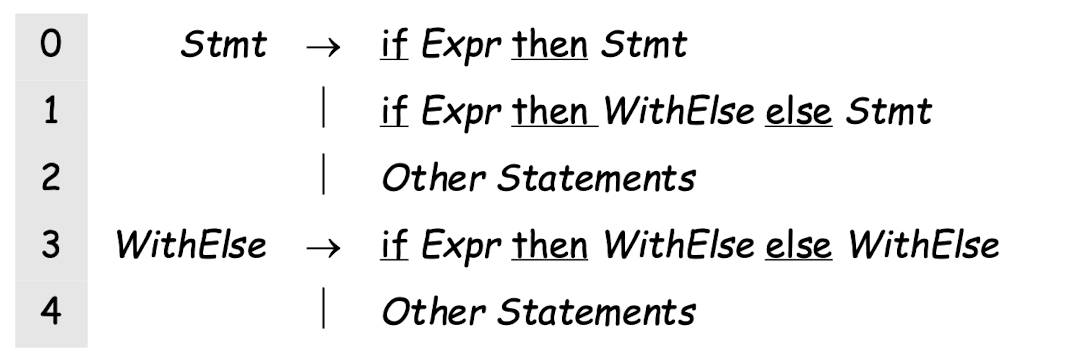 0 Stmt → if Expr then Stmt
1 | if Expr then WithElse else Stmt
2 | Other Statements
3 WithElse → if Expr then WithElse else WithElse
4 | Other Statements